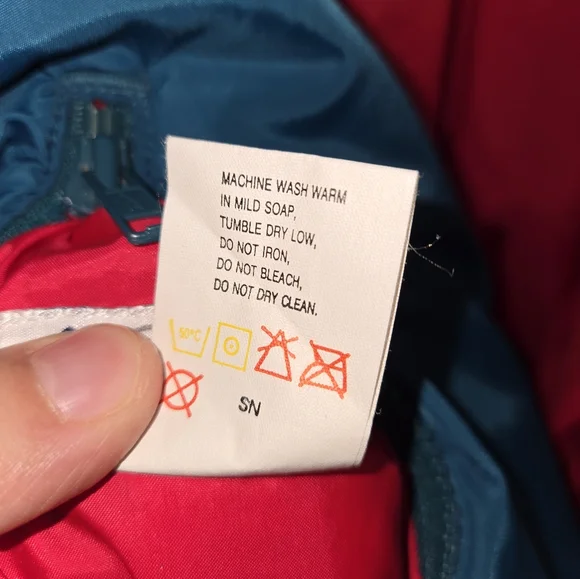 MACHINE WASH WARM
IN MILD SOAP,
TUMBLE DRY LOW,
DO NOT IRON,
DO NOT BLEACH,
DO NOT DRY CLEAN.
50°C
SN